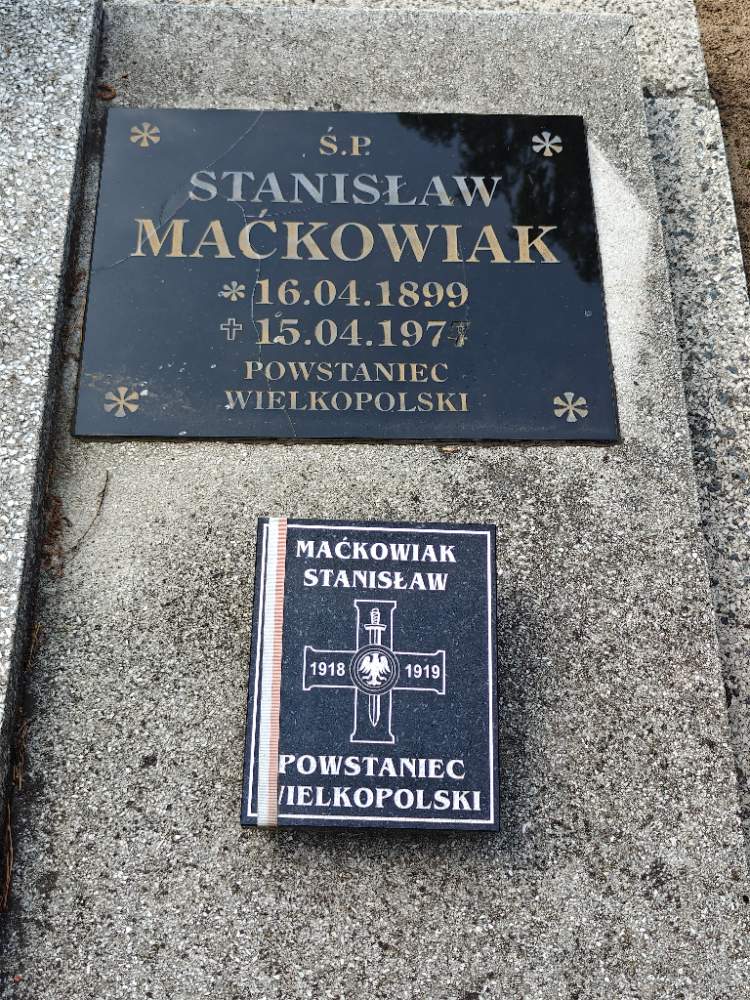 Ś.P.
STANISŁAW
MAĆKOWIAK
* 16.04.1899
✝ 15.04.1977
POWSTANIEC
WIELKOPOLSKI
MAĆKOWIAK
STANISŁAW
1918 1919
POWSTANIEC
WIELKOPOLSKI